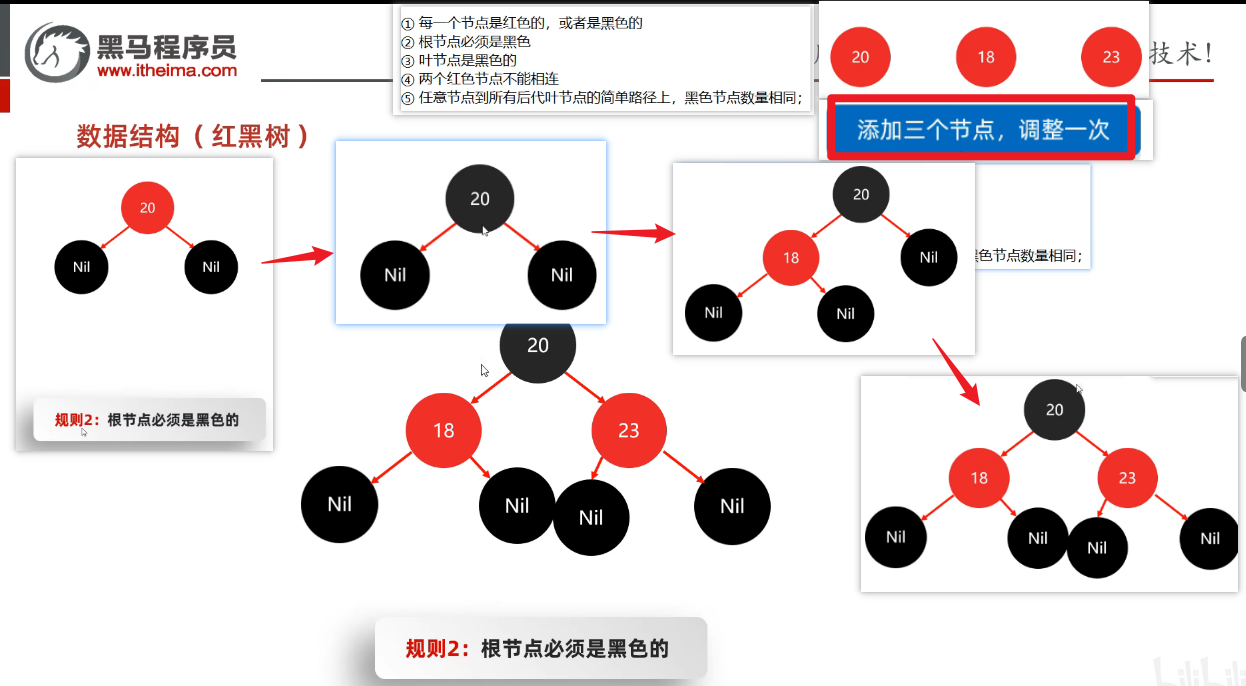 黑马程序员
www.itheima.com
① 每一个节点是红色的，或者是黑色的
② 根节点必须是黑色
③ 叶节点是黑色的
④ 两个红色节点不能相连
⑤ 任意节点到所有后代叶节点的简单路径上，黑色节点数量相同；
20 18 23
技术!
添加三个节点，调整一次
数据结构（红黑树）
20
Nil Nil
规则2：根节点必须是黑色的
20
Nil Nil
20
18 Nil
Nil Nil
色节点数量相同；
20
18 23
Nil Nil Nil Nil
20
18 23
Nil Nil Nil Nil
规则2：根节点必须是黑色的
bilibili